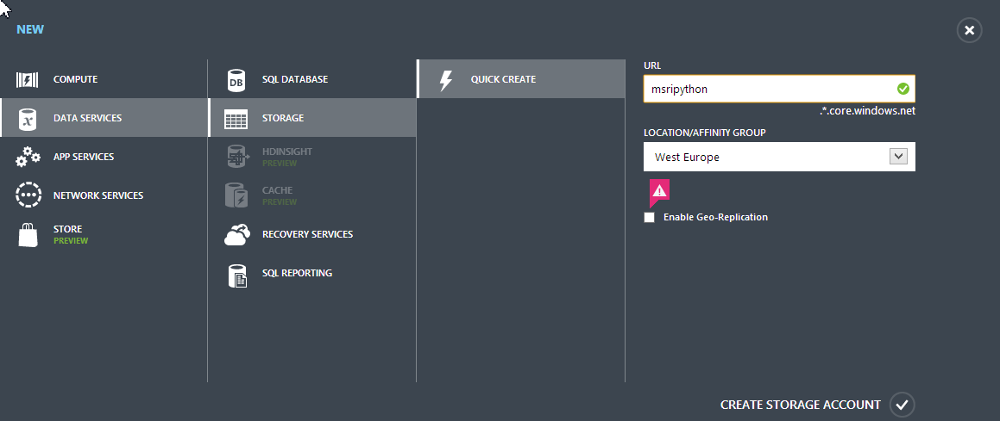 NEW
COMPUTE
DATA SERVICES
APP SERVICES
NETWORK SERVICES
STORE
PREVIEW
DB
SQL DATABASE
STORAGE
HDINSIGHT
PREVIEW
CACHE
PREVIEW
RECOVERY SERVICES
SQL REPORTING
QUICK CREATE
URL
msripython
.*.core.windows.net
LOCATION/AFFINITY GROUP
West Europe
Enable Geo-Replication
CREATE STORAGE ACCOUNT